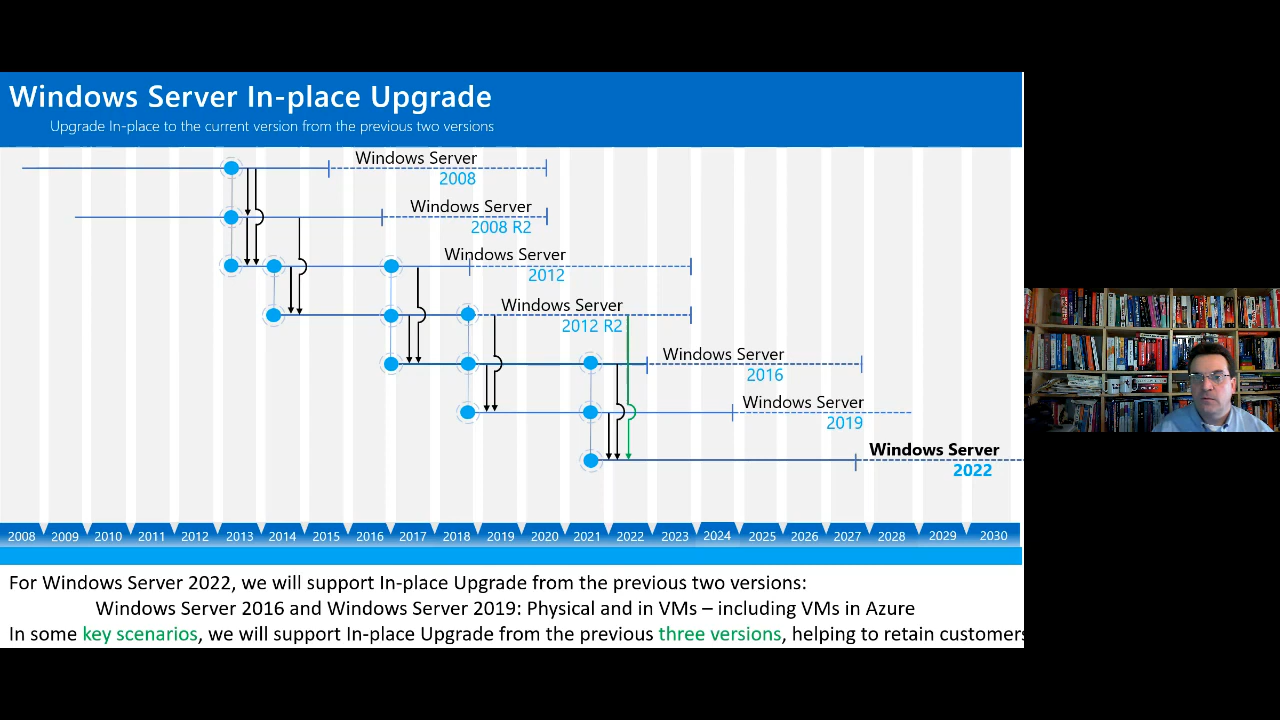 Windows Server In-place Upgrade
Upgrade In-place to the current version from the previous two versions
Windows Server
2008
Windows Server
2008 R2
Windows Server
2012
Windows Server
2012 R2
Windows Server
2016
Windows Server
2019
Windows Server
2022
2008 2009 2010 2011 2012 2013 2014 2015 2016 2017 2018 2019 2020 2021 2022 2023 2024 2025 2026 2027 2028 2029 2030
For Windows Server 2022, we will support In-place Upgrade from the previous two versions:
Windows Server 2016 and Windows Server 2019: Physical and in VMs – including VMs in Azure
In some key scenarios, we will support In-place Upgrade from the previous three versions, helping to retain customers